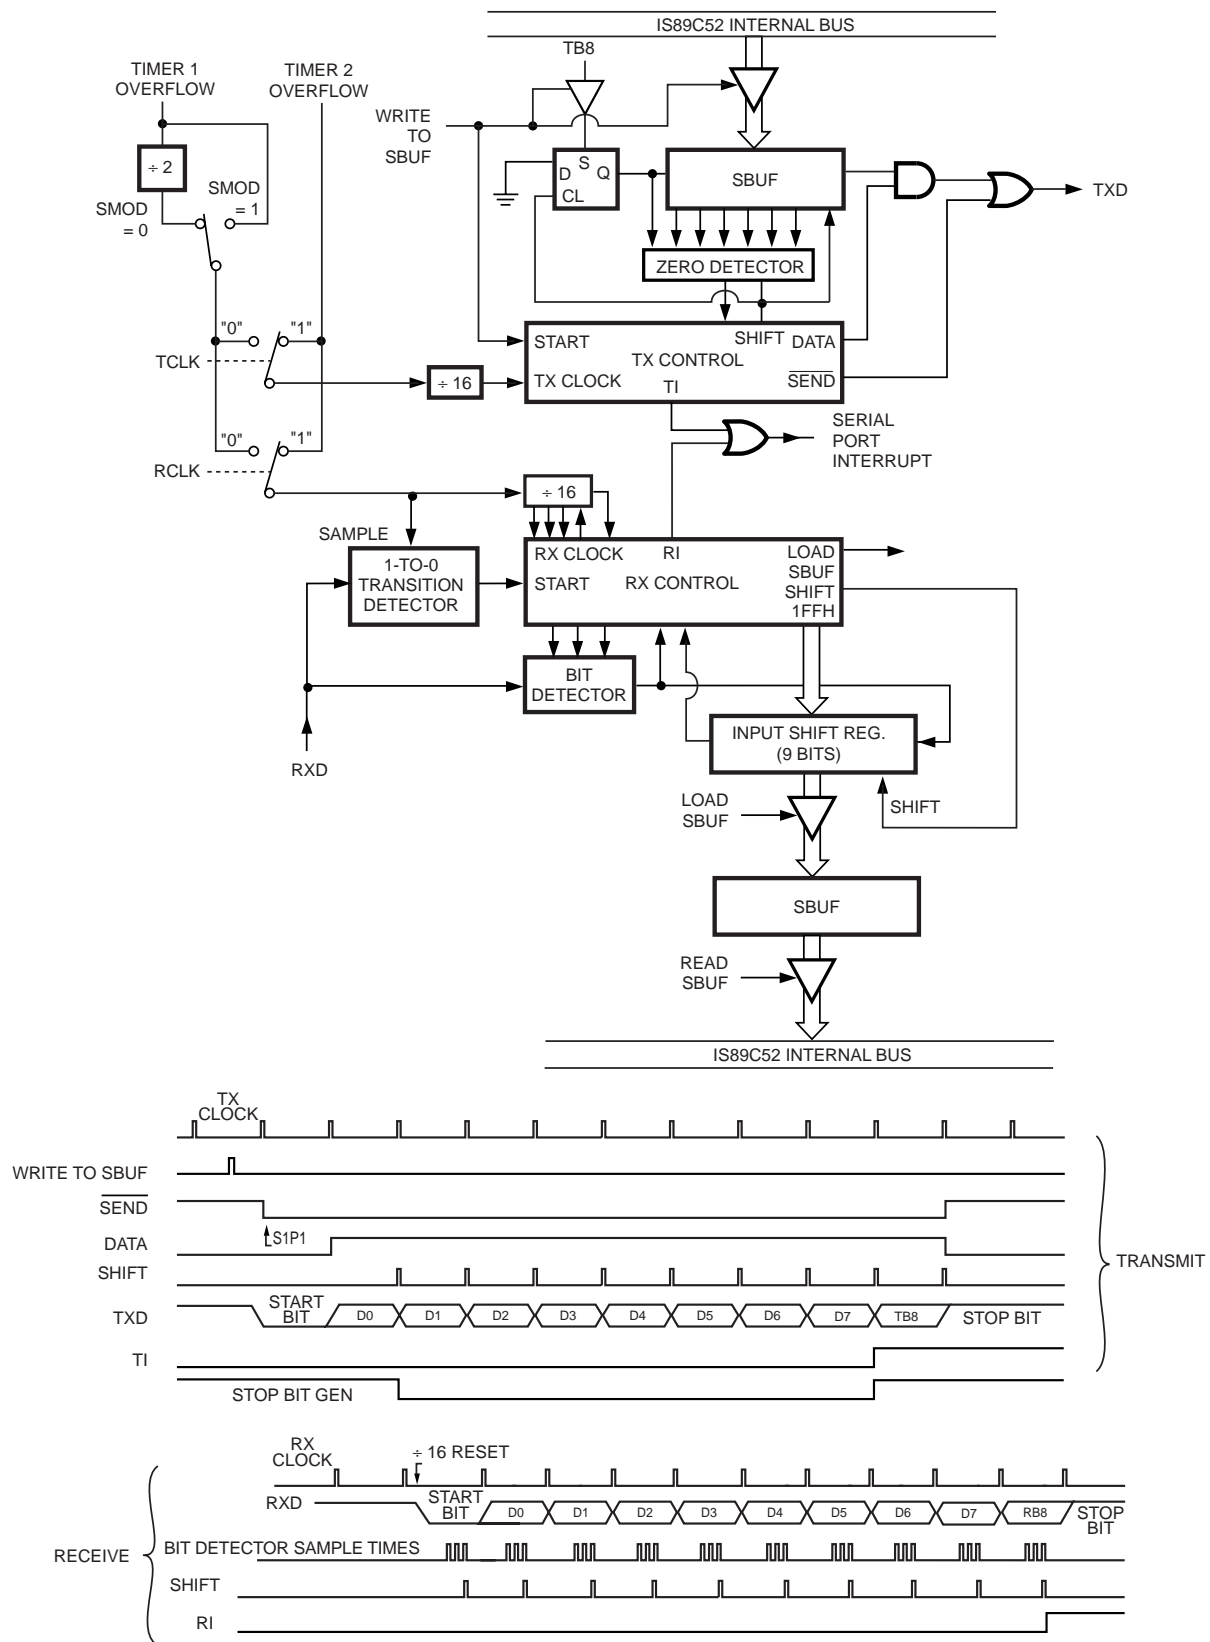 IS89C52 INTERNAL BUS
TB8
TIMER 1
OVERFLOW
TIMER 2
OVERFLOW
WRITE
TO
SBUF
÷ 2
SMOD
= 1
SMOD
= 0
D
S
Q
CL
SBUF
TXD
ZERO DETECTOR
"0"
"1"
TCLK
÷ 16
START
SHIFT
DATA
TX CONTROL
TX CLOCK
SEND
TI
SERIAL
PORT
INTERRUPT
"0"
"1"
RCLK
÷ 16
SAMPLE
1-TO-0
TRANSITION
DETECTOR
RX CLOCK
RI
LOAD
SBUF
START
RX CONTROL
SHIFT
1FFH
BIT
DETECTOR
RXD
INPUT SHIFT REG.
(9 BITS)
LOAD
SBUF
SHIFT
SBUF
READ
SBUF
IS89C52 INTERNAL BUS
TX
CLOCK
WRITE TO SBUF
SEND
S1P1
DATA
TRANSMIT
SHIFT
TXD
START
BIT
D0
D1
D2
D3
D4
D5
D6
D7
TB8
STOP BIT
TI
STOP BIT GEN
RX
CLOCK
÷ 16 RESET
RXD
START
BIT
D0
D1
D2
D3
D4
D5
D6
D7
RB8
STOP
BIT
RECEIVE
BIT DETECTOR SAMPLE TIMES
SHIFT
RI